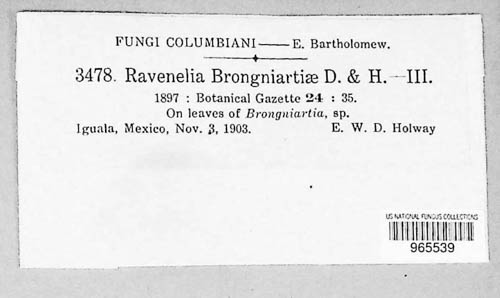 FUNGI COLUMBIANI — E. Bartholomew.
3478. Ravenelia Brongniartiæ D. & H.—III.
1897 : Botanical Gazette 24 : 35.
On leaves of Brongniartia, sp.
Iguala, Mexico, Nov. 3, 1903. E. W. D. Holway
US NATIONAL FUNGUS COLLECTIONS
965539